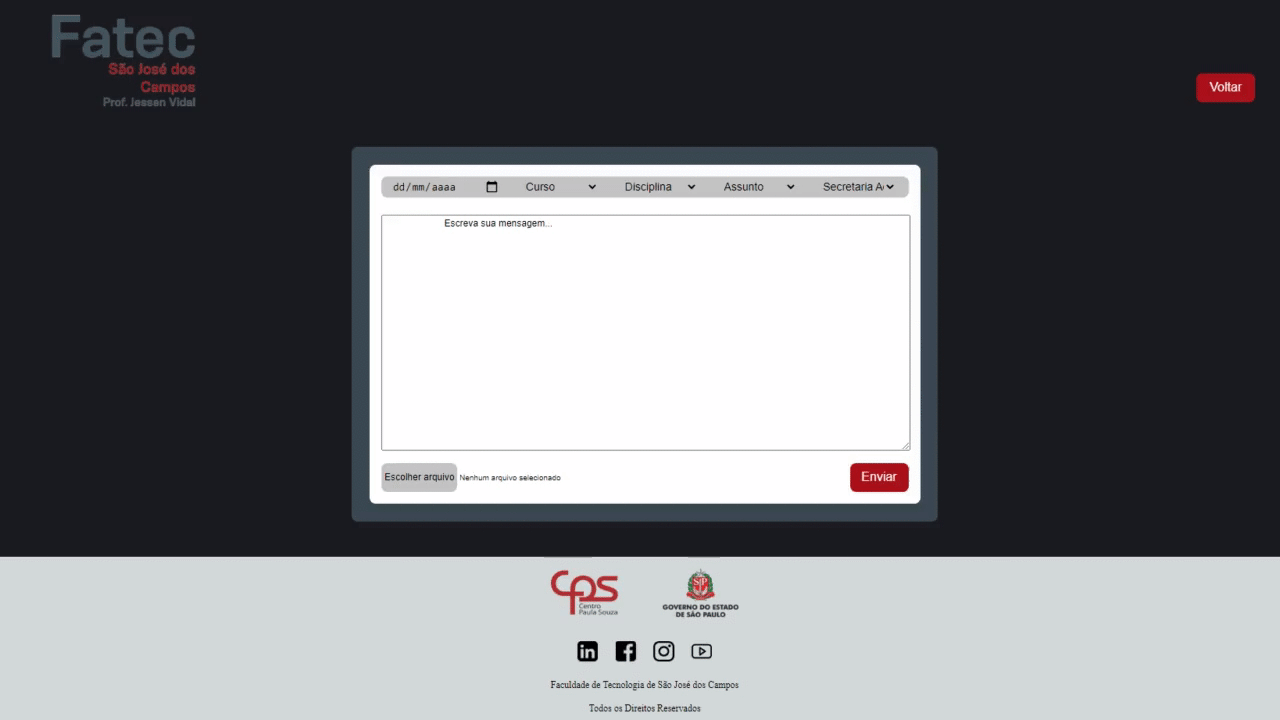 Fatec
São José dos
Campos
Prof. Jessen Vidal
Voltar
dd/mm/aaaa Curso Disciplina Assunto Secretaria A
Escreva sua mensagem...
Escolher arquivo Nenhum arquivo selecionado
Enviar
cps
Centro
Paula Souza
SP
GOVERNO DO ESTADO
DE SÃO PAULO
in
Faculdade de Tecnologia de São José dos Campos
Todos os Direitos Reservados